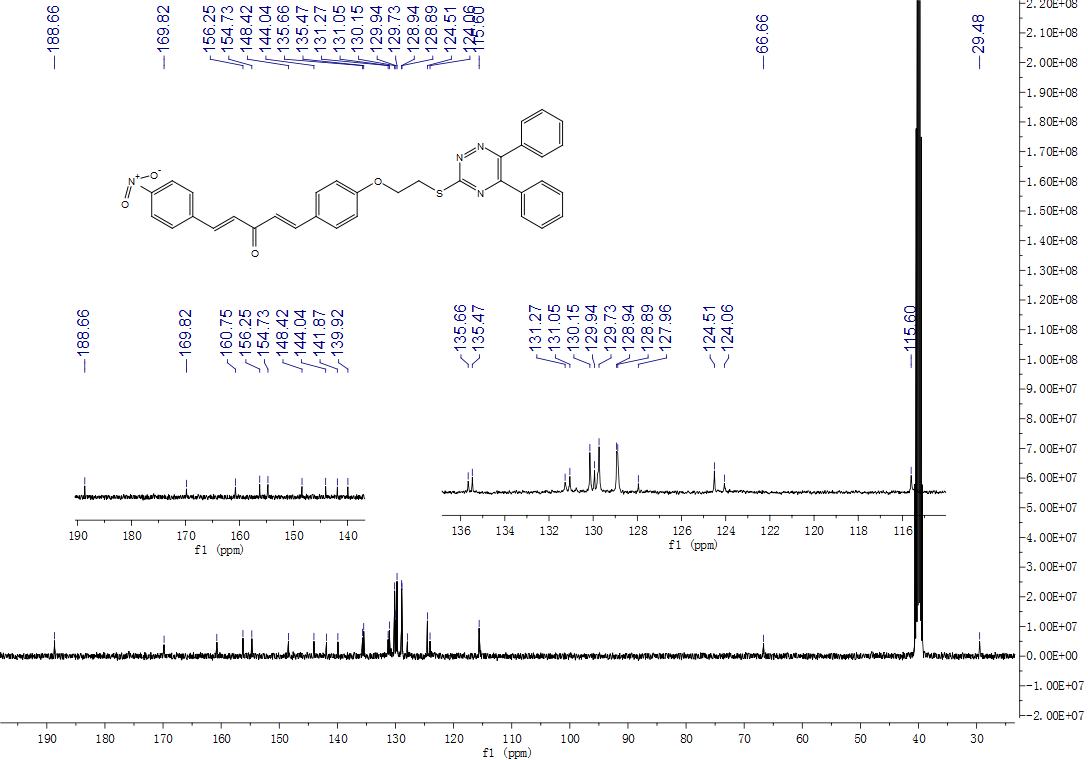 188.66 169.82 156.25 154.73 148.42 144.04 135.66 135.47 131.27 131.05 130.15 129.94 129.73 128.94 128.89 124.51 124.06 115.60 66.66 29.48
2.20E+08
2.10E+08
2.00E+08
1.90E+08
1.80E+08
1.70E+08
1.60E+08
1.50E+08
1.40E+08
1.30E+08
1.20E+08
1.10E+08
1.00E+08
9.00E+07
8.00E+07
7.00E+07
6.00E+07
5.00E+07
4.00E+07
3.00E+07
2.00E+07
1.00E+07
0.00E+00
-1.00E+07
-2.00E+07
N+ O- O
O
O
S
N N N
188.66 169.82 160.75 156.25 154.73 148.42 144.04 141.87 139.92
190 180 170 160 150 140
f1 (ppm)
135.66 135.47 131.27 131.05 130.15 129.94 129.73 128.94 128.89 127.96 124.51 124.06 115.60
136 134 132 130 128 126 124 122 120 118 116
f1 (ppm)
190 180 170 160 150 140 130 120 110 100 90 80 70 60 50 40 30
f1 (ppm)